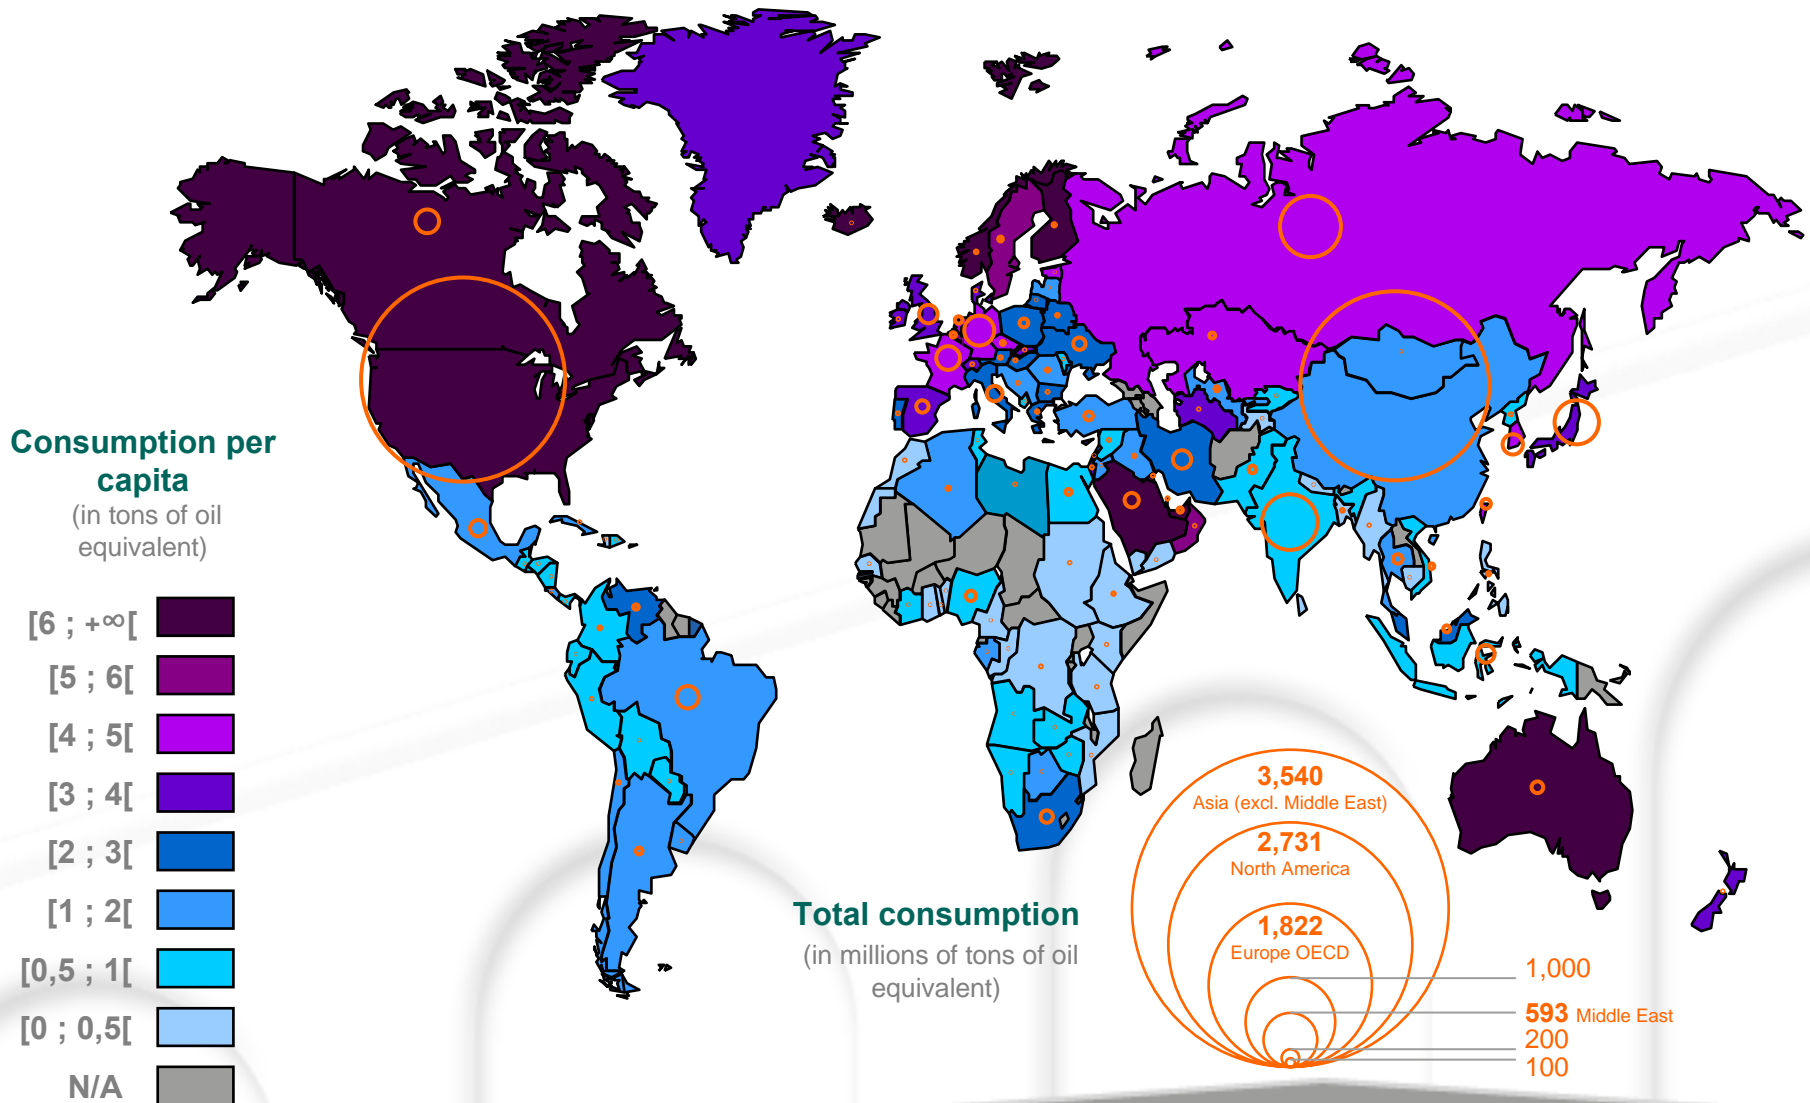 Consumption per
capita
(in tons of oil
equivalent)
[6 ; +∞[
[5 ; 6[
[4 ; 5[
[3 ; 4[
[2 ; 3[
[1 ; 2[
[0,5 ; 1[
[0 ; 0,5[
N/A
Total consumption
(in millions of tons of oil
equivalent)
3,540
Asia (excl. Middle East)
2,731
North America
1,822
Europe OECD
1,000
593 Middle East
200
100